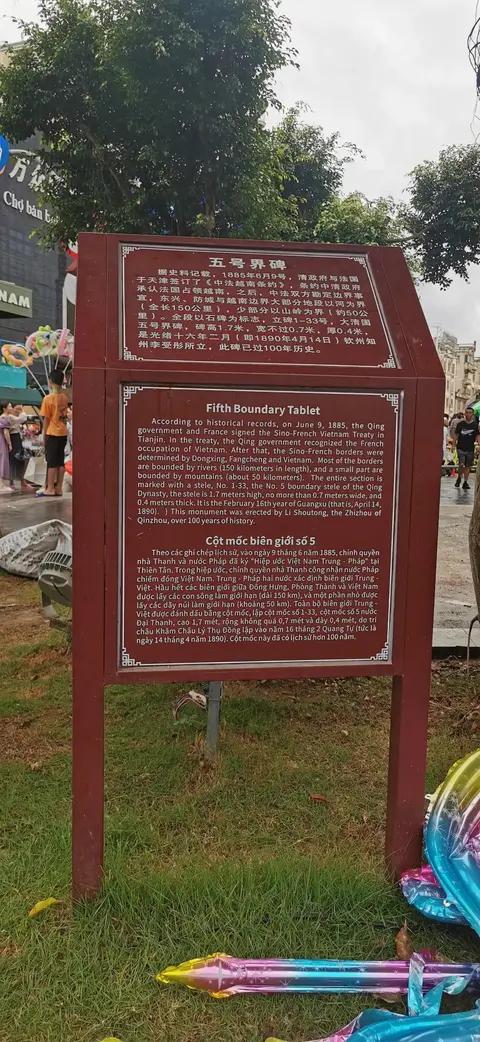 万
Chợ bán b
NAM
五号界碑
据史料记载，1885年6月9号，清政府与法国
于天津签订了《中法越南条约》，条约中清政府
承认法国占领越南，之后，中法双方勘定边界事
宜，东兴、防城与越南边界大部分地段以河为界
（全长150公里），少部分以山岭为界（约50公
里）。全段以石碑为标志，立碑1-33号，大清国
五号界碑，碑高1.7米，宽不过0.7米，厚0.4米，
是光绪十六年二月（即1890年4月14日）钦州知
州李受彤所立，此碑已过100年历史。
Fifth Boundary Tablet
According to historical records, on June 9, 1885, the Qing
government and France signed the Sino-French Vietnam Treaty in
Tianjin. In the treaty, the Qing government recognized the French
occupation of Vietnam. After that, the Sino-French borders were
determined by Dongxing, Fangcheng and Vietnam. Most of the borders
are bounded by rivers (150 kilometers in length), and a small part
are bounded by mountains (about 50 kilometers). The entire section is
marked with a stele, No. 1-33, the No. 5 boundary stele of the Qing
Dynasty, the stele is 1.7 meters high, no more than 0.7 meters wide, and
0.4 meters thick. It is the February 16th year of Guangxu (that is, April 14,
1890). ) This monument was erected by Li Shoutong, the Zhizhou of
Qinzhou, over 100 years of history.
Cột mốc biên giới số 5
Theo các ghi chép lịch sử, vào ngày 9 tháng 6 năm 1885, chính quyền
nhà Thanh và nước Pháp đã ký "Hiệp ước Việt Nam Trung - Pháp" tại
Thiên Tân. Trong hiệp ước, chính quyền nhà Thanh công nhận nước Pháp
chiếm đóng Việt Nam. Trung - Pháp hai nước xác định biên giới Trung -
Việt. Hầu hết các biên giới giữa Đông Hưng, Phòng Thành và Việt Nam
được lấy các con sông làm giới hạn (dài 150 km), và một phần nhỏ được
lấy các dãy núi làm giới hạn (khoảng 50 km). Toàn bộ biên giới Trung -
Việt được đánh dấu bằng cột mốc, lập cột mốc số 1-33, cột mốc số 5 nước
Đại Thanh, cao 1,7 mét, rộng không quá 0,7 mét và dày 0,4 mét, do tri
châu Khâm Châu Lý Thụ Đồng lập vào năm 16 tháng 2 Quang Tự (tức là
ngày 14 tháng 4 năm 1890). Cột mốc này đã có lịch sử hơn 100 năm.